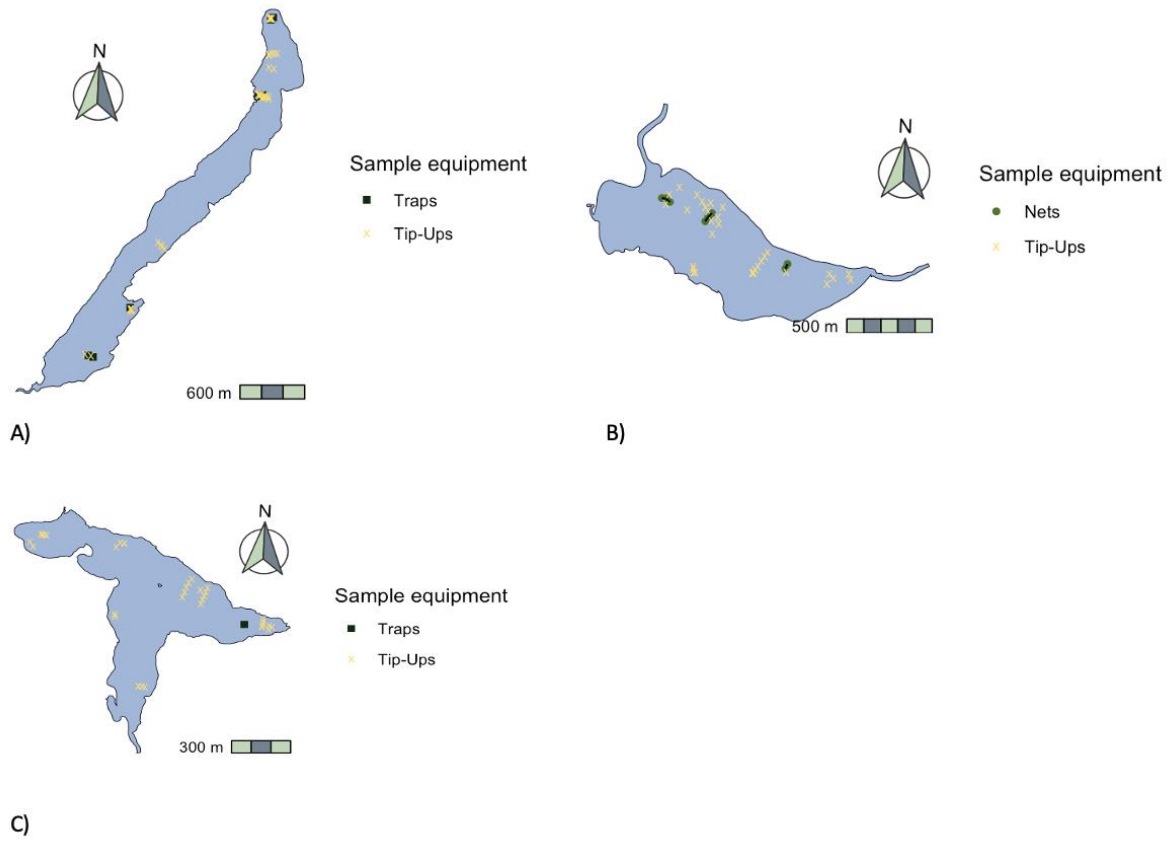 N
Sample equipment
Traps
Tip-Ups
600 m
A)
N
Sample equipment
Nets
Tip-Ups
500 m
B)
N
Sample equipment
Traps
Tip-Ups
300 m
C)